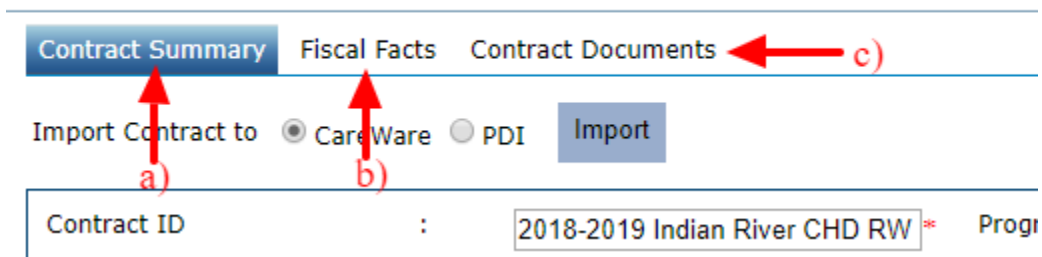 Contract Summary Fiscal Facts Contract Documents c)
Import Contract to CareWare PDI Import
a) b)
Contract ID : 2018-2019 Indian River CHD RW *